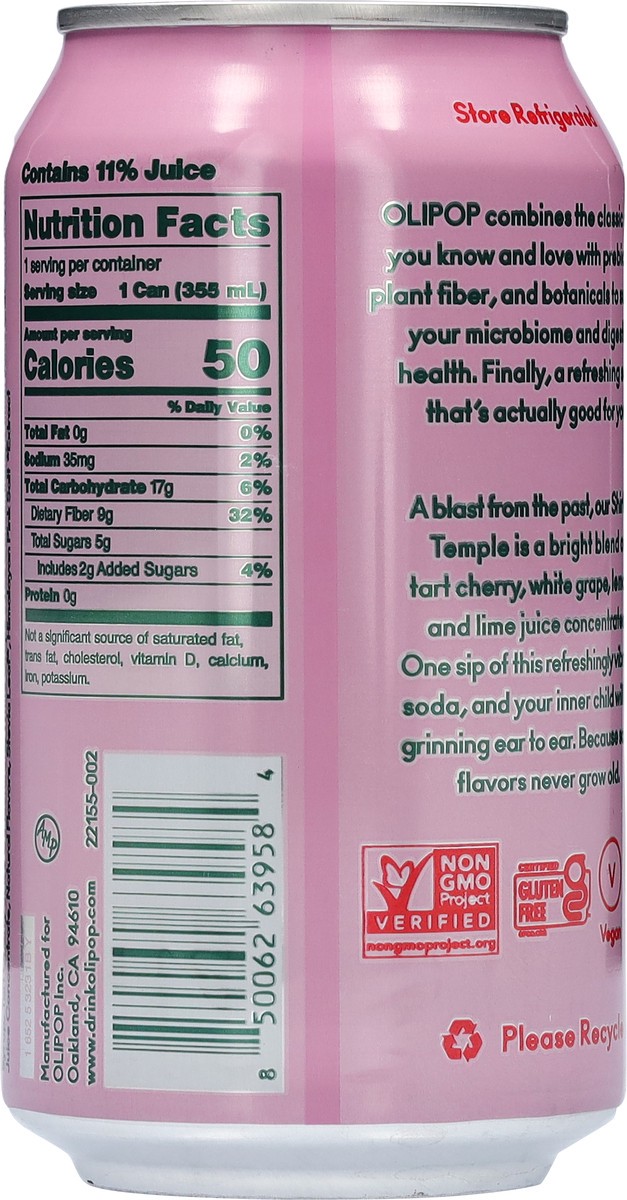 Store Refrigerated
Contains 11% Juice
Nutrition Facts
1 serving per container
Serving size 1 Can (355 mL)
Amount per serving
Calories 50
% Daily Value
Total Fat 0g 0%
Sodium 35mg 2%
Total Carbohydrate 17g 6%
Dietary Fiber 9g 32%
Total Sugars 5g
Includes 2g Added Sugars 4%
Protein 0g
Not a significant source of saturated fat,
trans fat, cholesterol, vitamin D, calcium,
iron, potassium.
OLIPOP combines the classic
you know and love with
plant fiber, and botanicals
your microbiome and
health. Finally, a refreshing
that's actually good for
A blast from the past, our
Temple is a bright blend
tart cherry, white grape,
and lime juice
One sip of this refreshingly
soda, and your inner child
grinning ear to ear. Because
flavors never grow old.
AMP
22155-002
Manufactured for
OLIPOP Inc.
Oakland, CA 94610
www.drinkolipop.com
8 50062 63958 4
NON
GMO
Project
VERIFIED
nongmoproject.org
CERTIFIED
GLUTEN
FREE
V
Vegan
Please Recycle